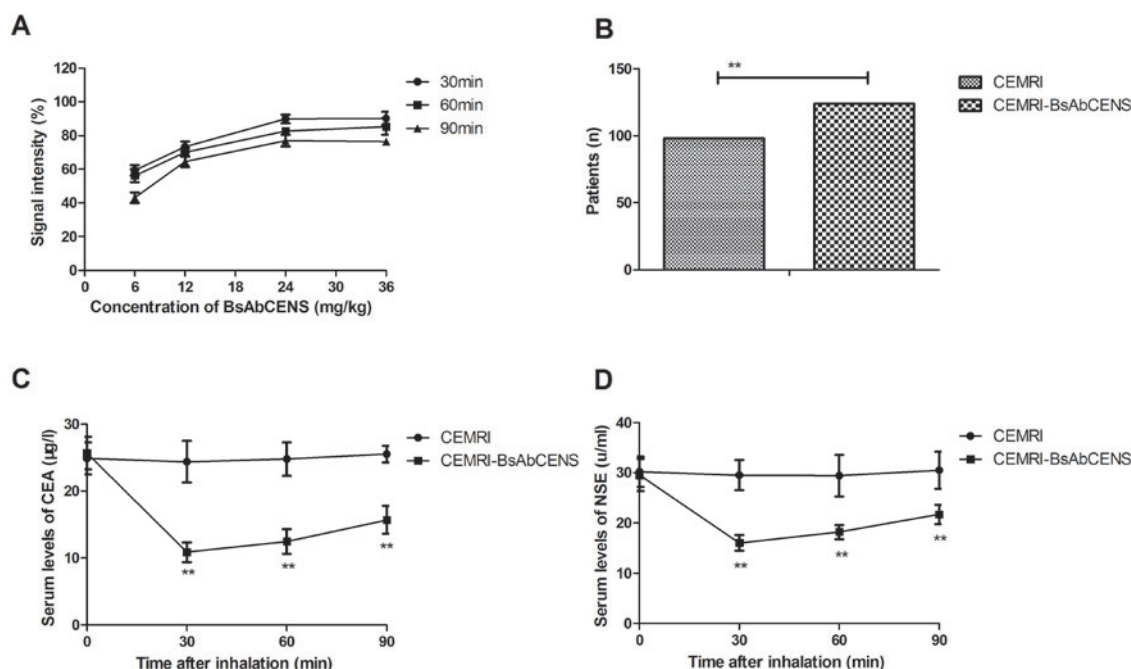 A
120
100
80
60
40
20
0
Signal intensity (%)
0 6 12 18 24 30 36
Concentration of BsAbCENS (mg/kg)
30min
60min
90min
B
**
150
100
50
0
Patients (n)
CEMRI
CEMRI-BsAbCENS
C
30
20
10
0
Serum levels of CEA (µg/l)
** ** **
0 30 60 90
Time after inhalation (min)
CEMRI
CEMRI-BsAbCENS
D
40
30
20
10
0
Serum levels of NSE (u/ml)
** ** **
0 30 60 90
Time after inhalation (min)
CEMRI
CEMRI-BsAbCENS